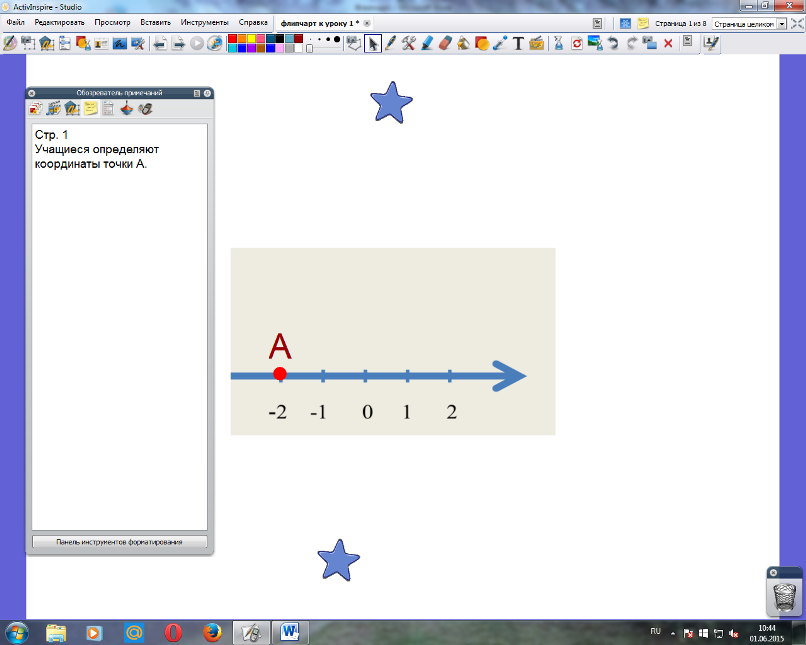 ActivInspire - Studio
Файл Редактировать Просмотр Вставить Инструменты Справка
флипчарт к уроку 1 *
Страница 1 из 8
Страница целиком
Обозреватель примечаний
Стр. 1
Учащиеся определяют
координаты точки А.
Панель инструментов форматирования
А
-2 -1 0 1 2
RU
10:44
01.06.2015